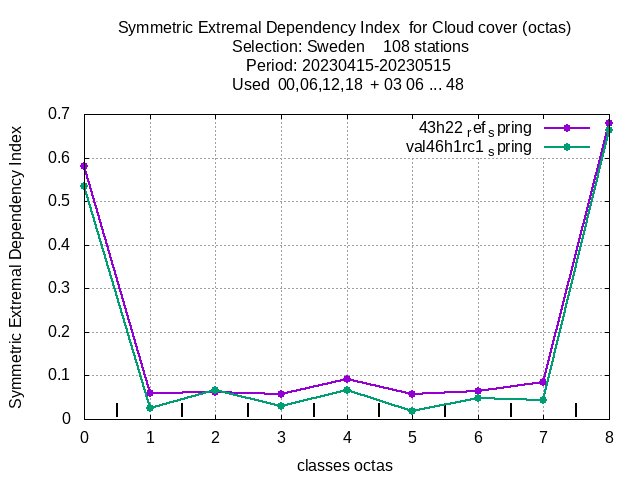 Symmetric Extremal Dependency Index  for Cloud cover (octas)
Selection: Sweden    108 stations
Period: 20230415-20230515
Used  00,06,12,18  + 03 06 ... 48
43h22 ref spring
val46h1rc1 spring
Symmetric Extremal Dependency Index
0.7
0.6
0.5
0.4
0.3
0.2
0.1
0
0 1 2 3 4 5 6 7 8
classes octas